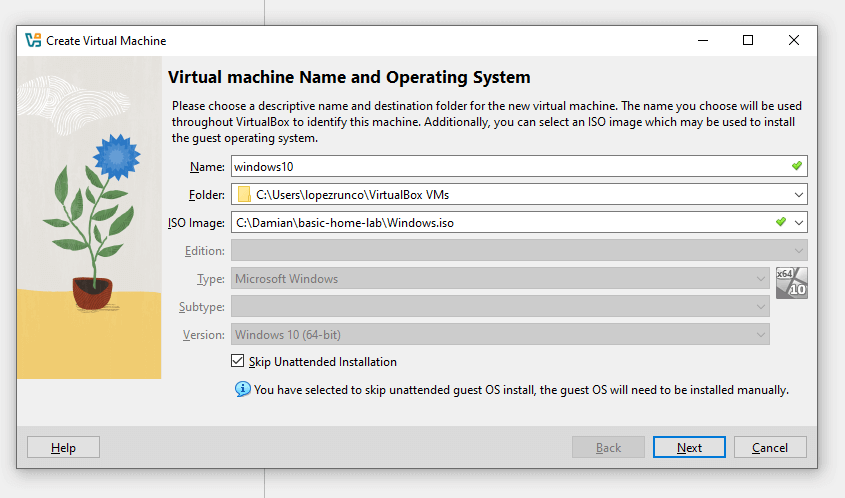 Create Virtual Machine
Virtual machine Name and Operating System
Please choose a descriptive name and destination folder for the new virtual machine. The name you choose will be used
throughout VirtualBox to identify this machine. Additionally, you can select an ISO image which may be used to install
the guest operating system.
Name: windows10
Folder: C:\Users\lopezrunco\VirtualBox VMs
ISO Image: C:\Damian\basic-home-lab\Windows.iso
Edition:
Type: Microsoft Windows
x64
10
Subtype:
Version: Windows 10 (64-bit)
Skip Unattended Installation
You have selected to skip unattended guest OS install, the guest OS will need to be installed manually.
Help Back Next Cancel